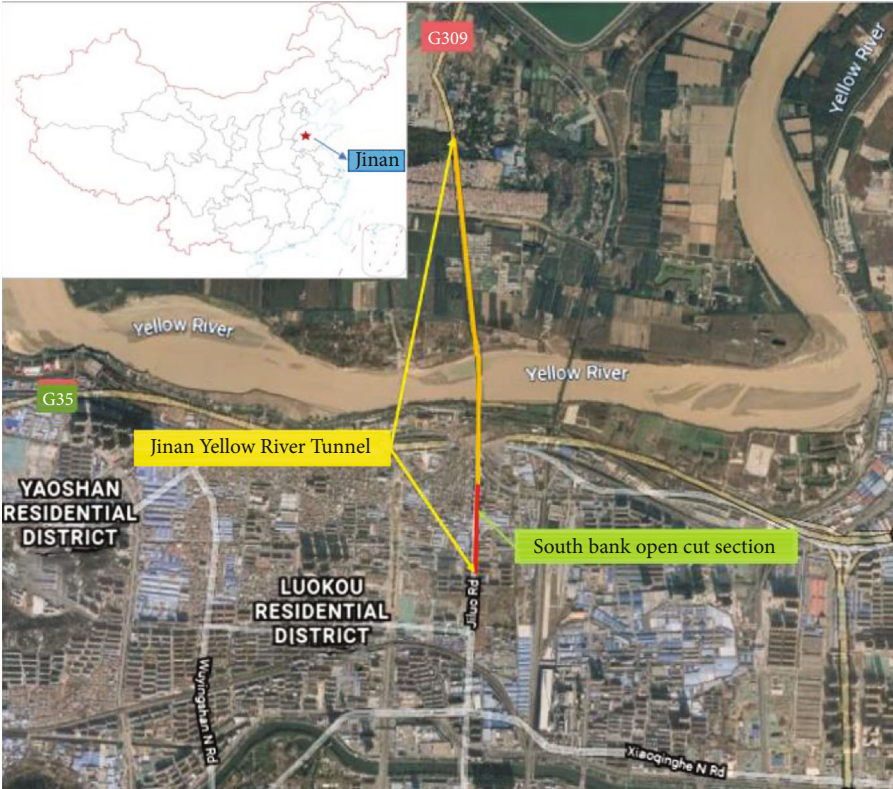 G309
Yellow River
Jinan
Yellow River
Yellow River
G35
Jinan Yellow River Tunnel
YAOSHAN
RESIDENTIAL
DISTRICT
South bank open cut section
LUOKOU
RESIDENTIAL
DISTRICT
Jiluo Rd
Wuyingshan N Rd
Xiaoqinghe N Rd